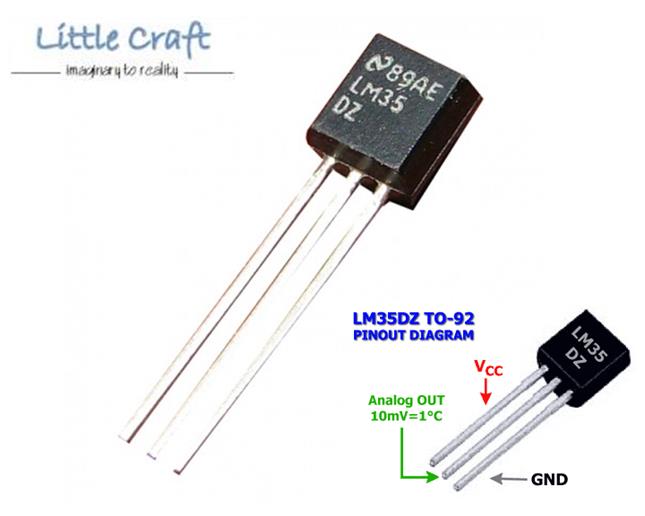 Little Craft
imaginary to reality
89AE
LM35
DZ
LM35DZ TO-92
PINOUT DIAGRAM
LM35
DZ
VCC
Analog OUT
10mV=1°C
GND